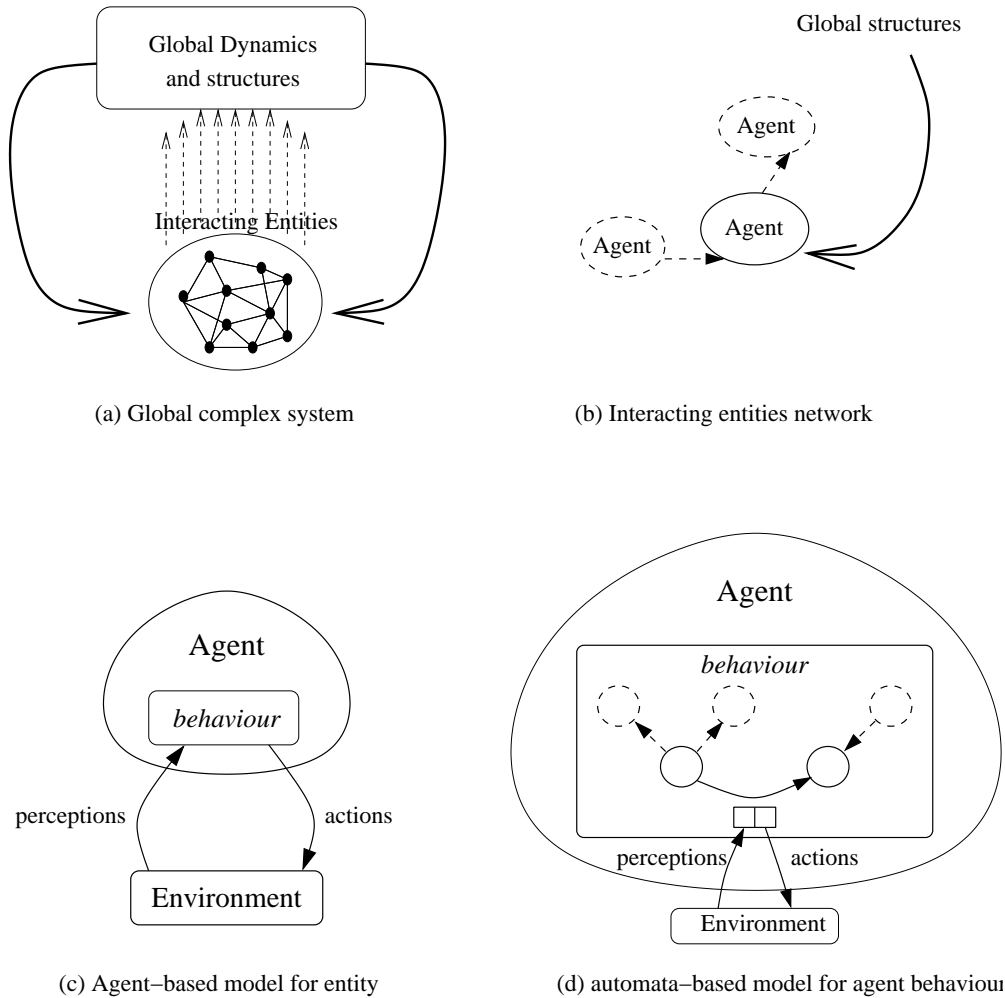 Global Dynamics
and structures
Interacting Entities
(a) Global complex system
Global structures
Agent
Agent
Agent
(b) Interacting entities network
Agent
behaviour
perceptions
actions
Environment
(c) Agent−based model for entity
Agent
behaviour
perceptions
actions
Environment
(d) automata−based model for agent behaviour